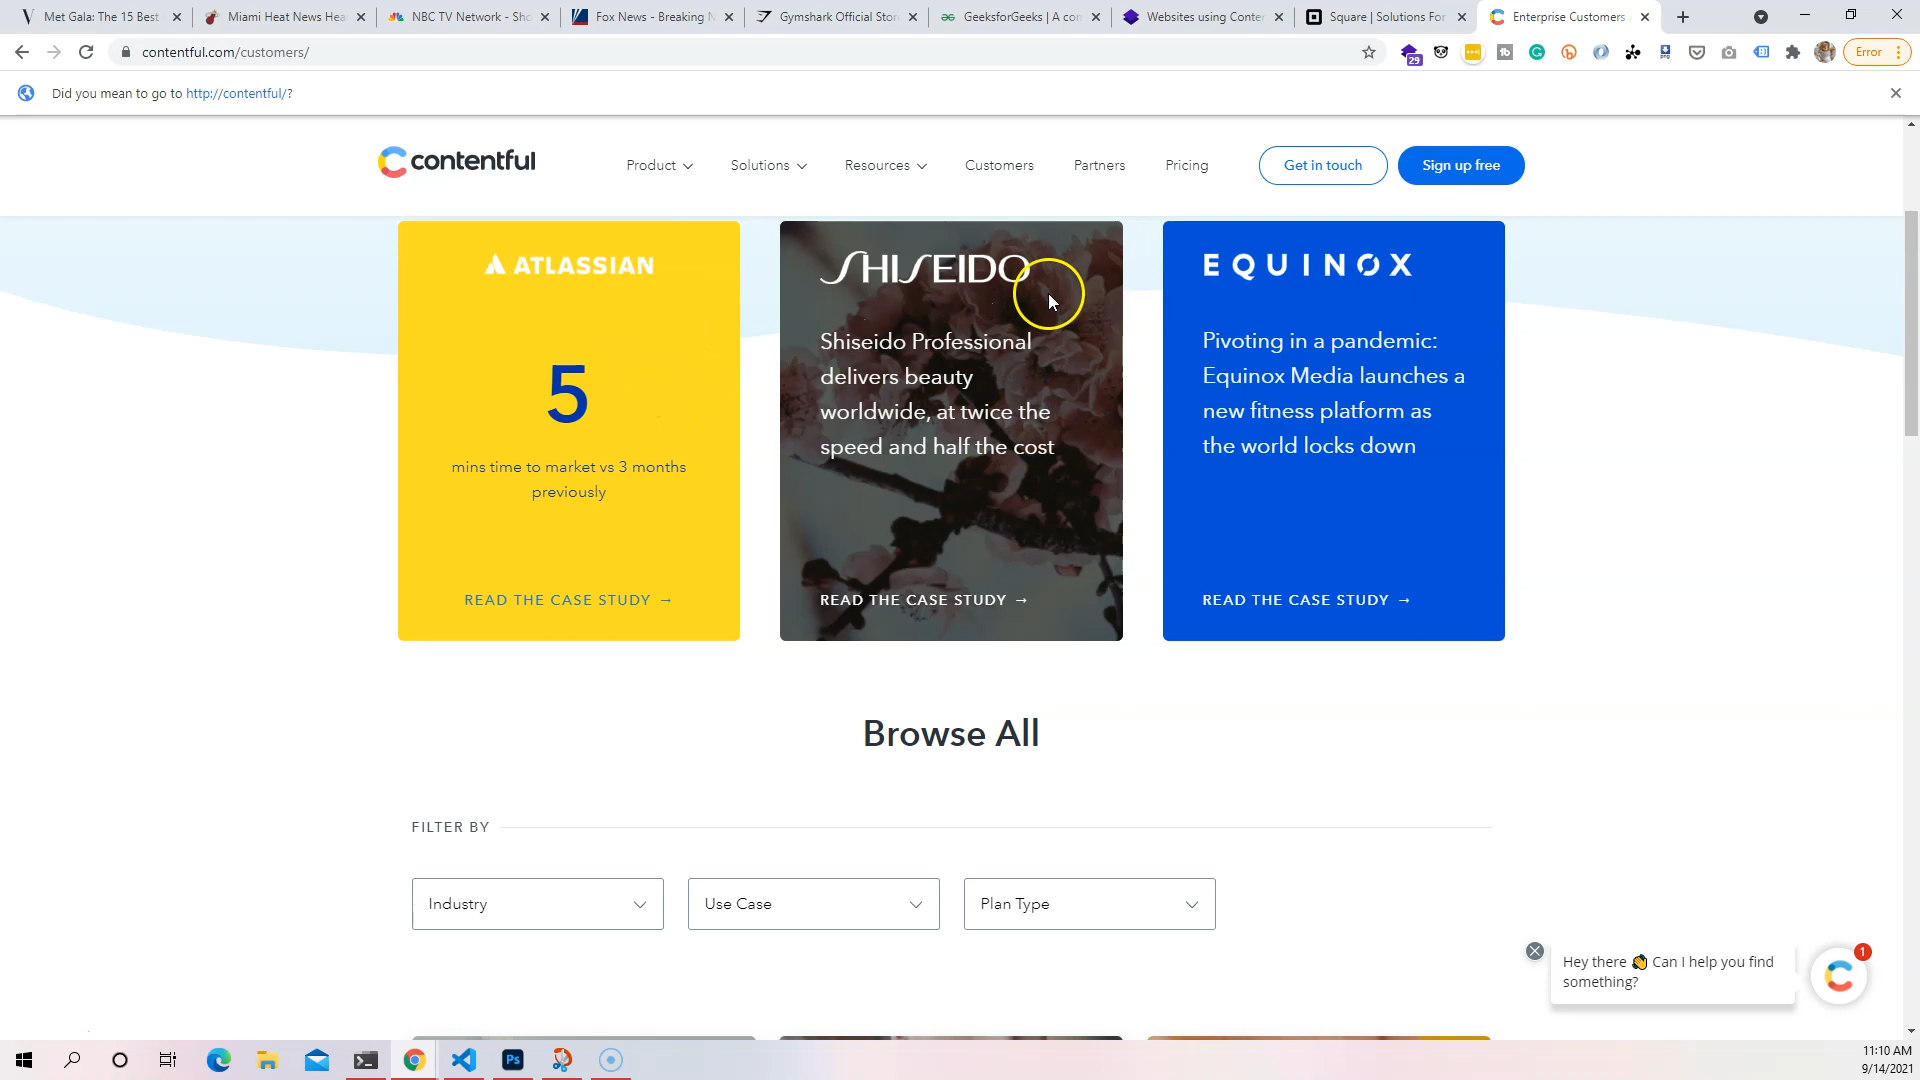 Met Gala: The 15 Best
Miami Heat News Hea
NBC TV Network - Sho
Fox News - Breaking N
Gymshark Official Stor
GeeksforGeeks | A com
Websites using Conten
Square | Solutions For
Enterprise Customers
contentful.com/customers/
29
Error
Did you mean to go to http://contentful/?
contentful
Product
Solutions
Resources
Customers
Partners
Pricing
Get in touch
Sign up free
ATLASSIAN
5
mins time to market vs 3 months
previously
READ THE CASE STUDY →
SHISEIDO
Shiseido Professional
delivers beauty
worldwide, at twice the
speed and half the cost
READ THE CASE STUDY →
EQUINOX
Pivoting in a pandemic:
Equinox Media launches a
new fitness platform as
the world locks down
READ THE CASE STUDY →
Browse All
FILTER BY
Industry
Use Case
Plan Type
Hey there 👋 Can I help you find
something?
1
Ps
11:10 AM
9/14/2021